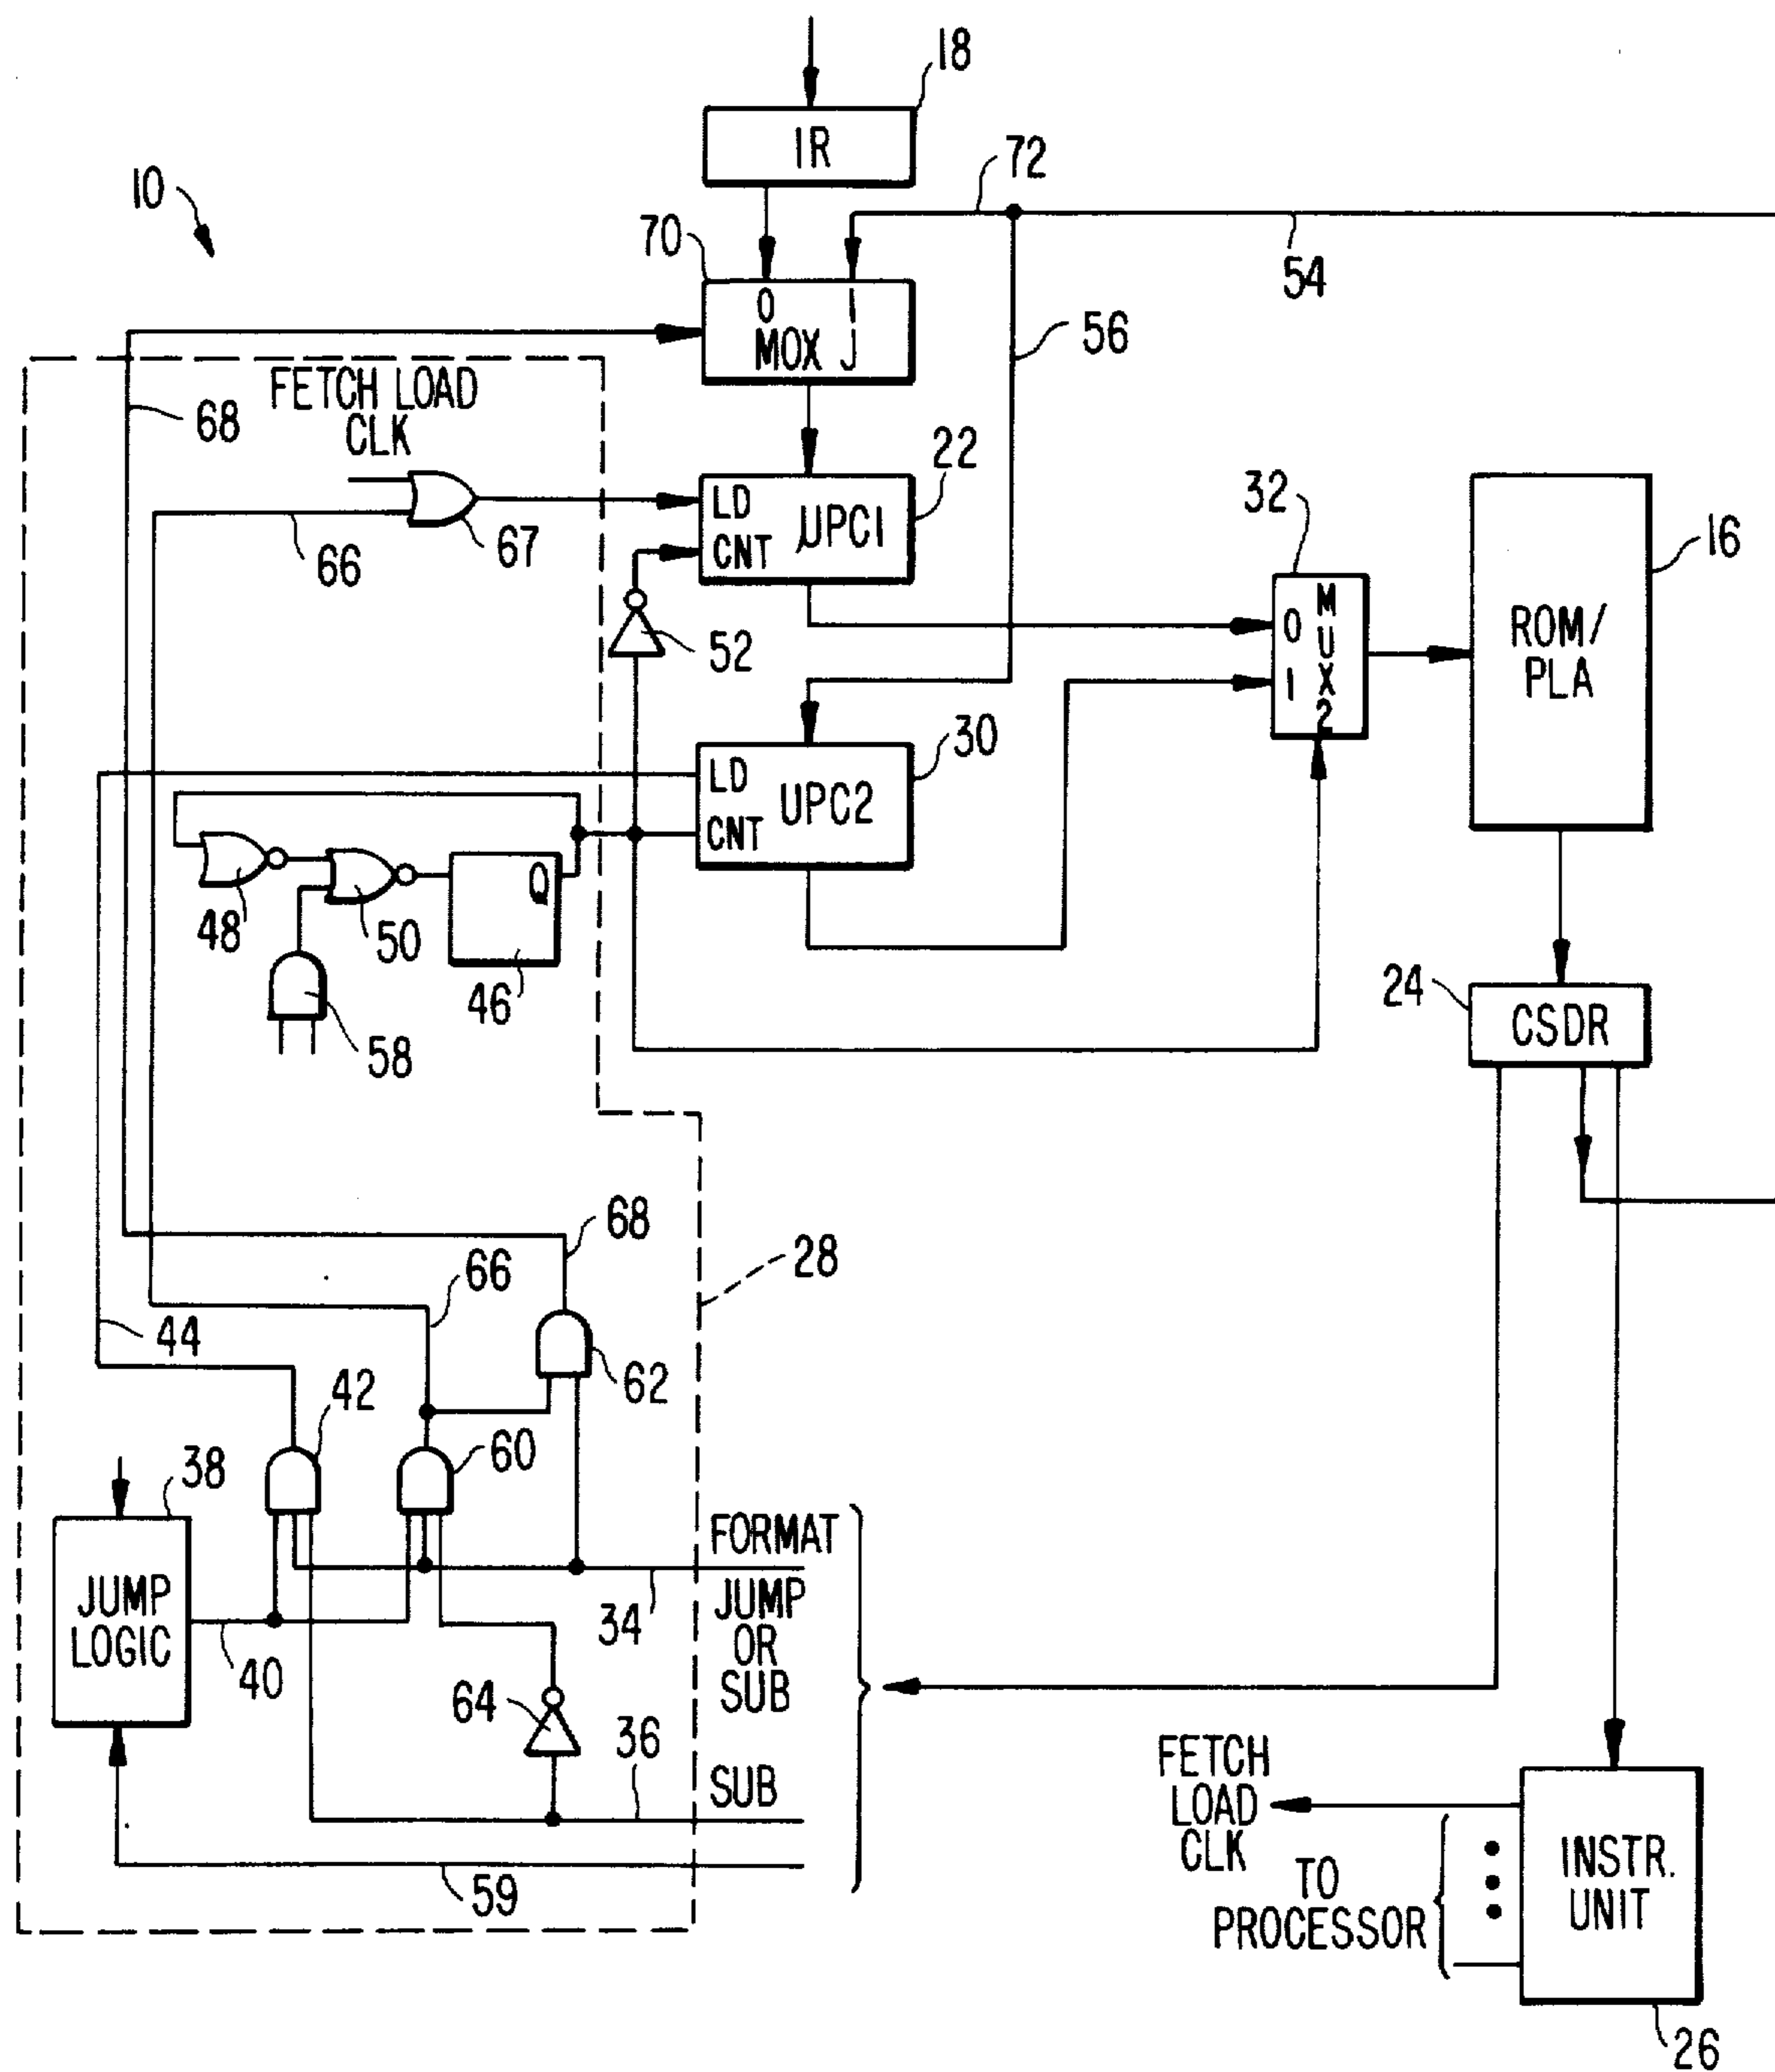 18
IR
10
72
70
54
0 1
MOX J
56
68
FETCH LOAD
CLK
22
LD
CNT
µPC1
32
66
67
16
0
1
MUX2
ROM/
PLA
52
30
LD
CNT
UPC2
48
50
Q
46
58
24
CSDR
68
66
28
44
62
42
60
38
JUMP
LOGIC
40
FORMAT
34
JUMP
OR
SUB
64
36
SUB
59
FETCH
LOAD
CLK
TO
PROCESSOR
INSTR.
UNIT
26